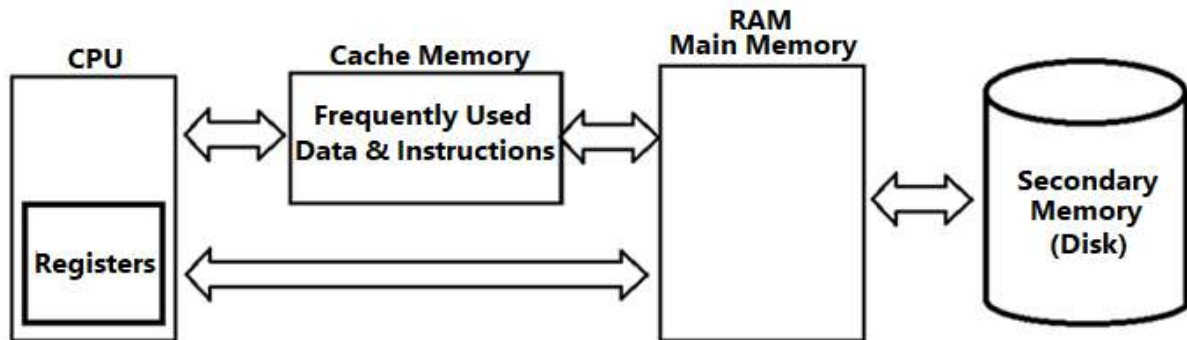 CPU
Registers
Cache Memory
Frequently Used
Data & Instructions
RAM
Main Memory
Secondary
Memory
(Disk)